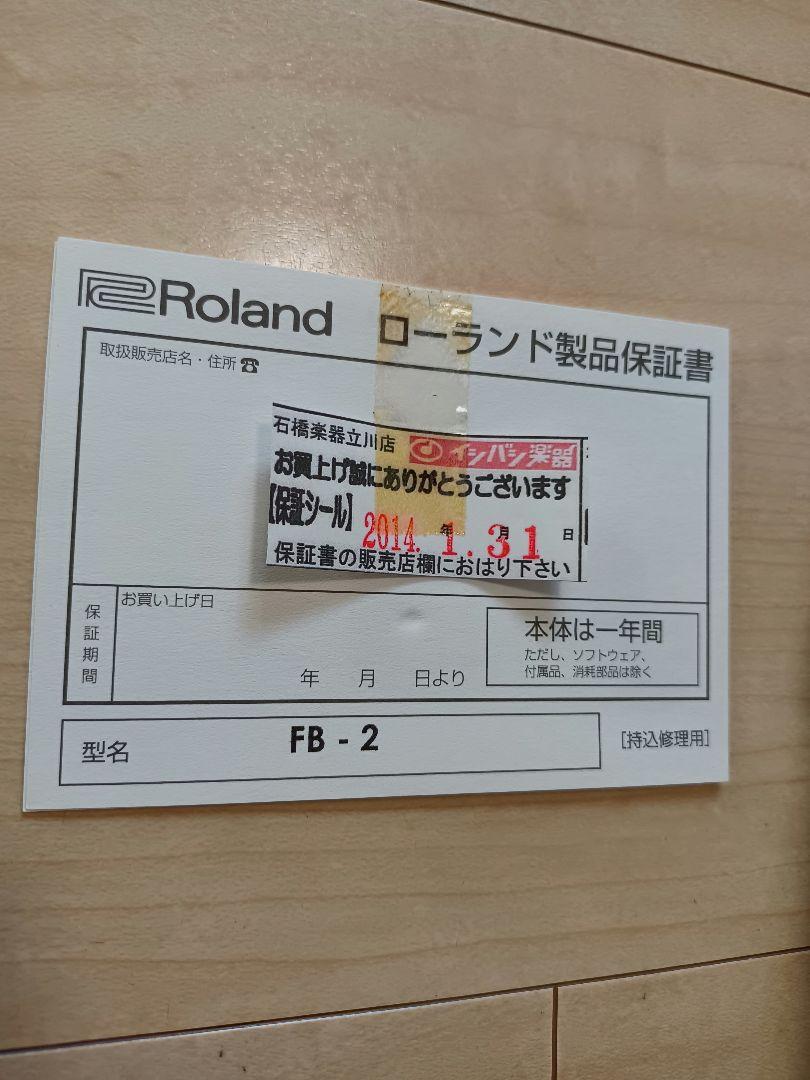 Roland ローランド製品保証書
取扱販売店名・住所☎
石橋楽器立川店 イシバシ楽器
お買上げ誠にありがとうございます
【保証シール】 2014.年 1.月 31日
保証書の販売店欄におはり下さい
保証期間
お買い上げ日
年 月 日より
本体は一年間
ただし、ソフトウェア、
付属品、消耗部品は除く
型名 FB - 2
[持込修理用]